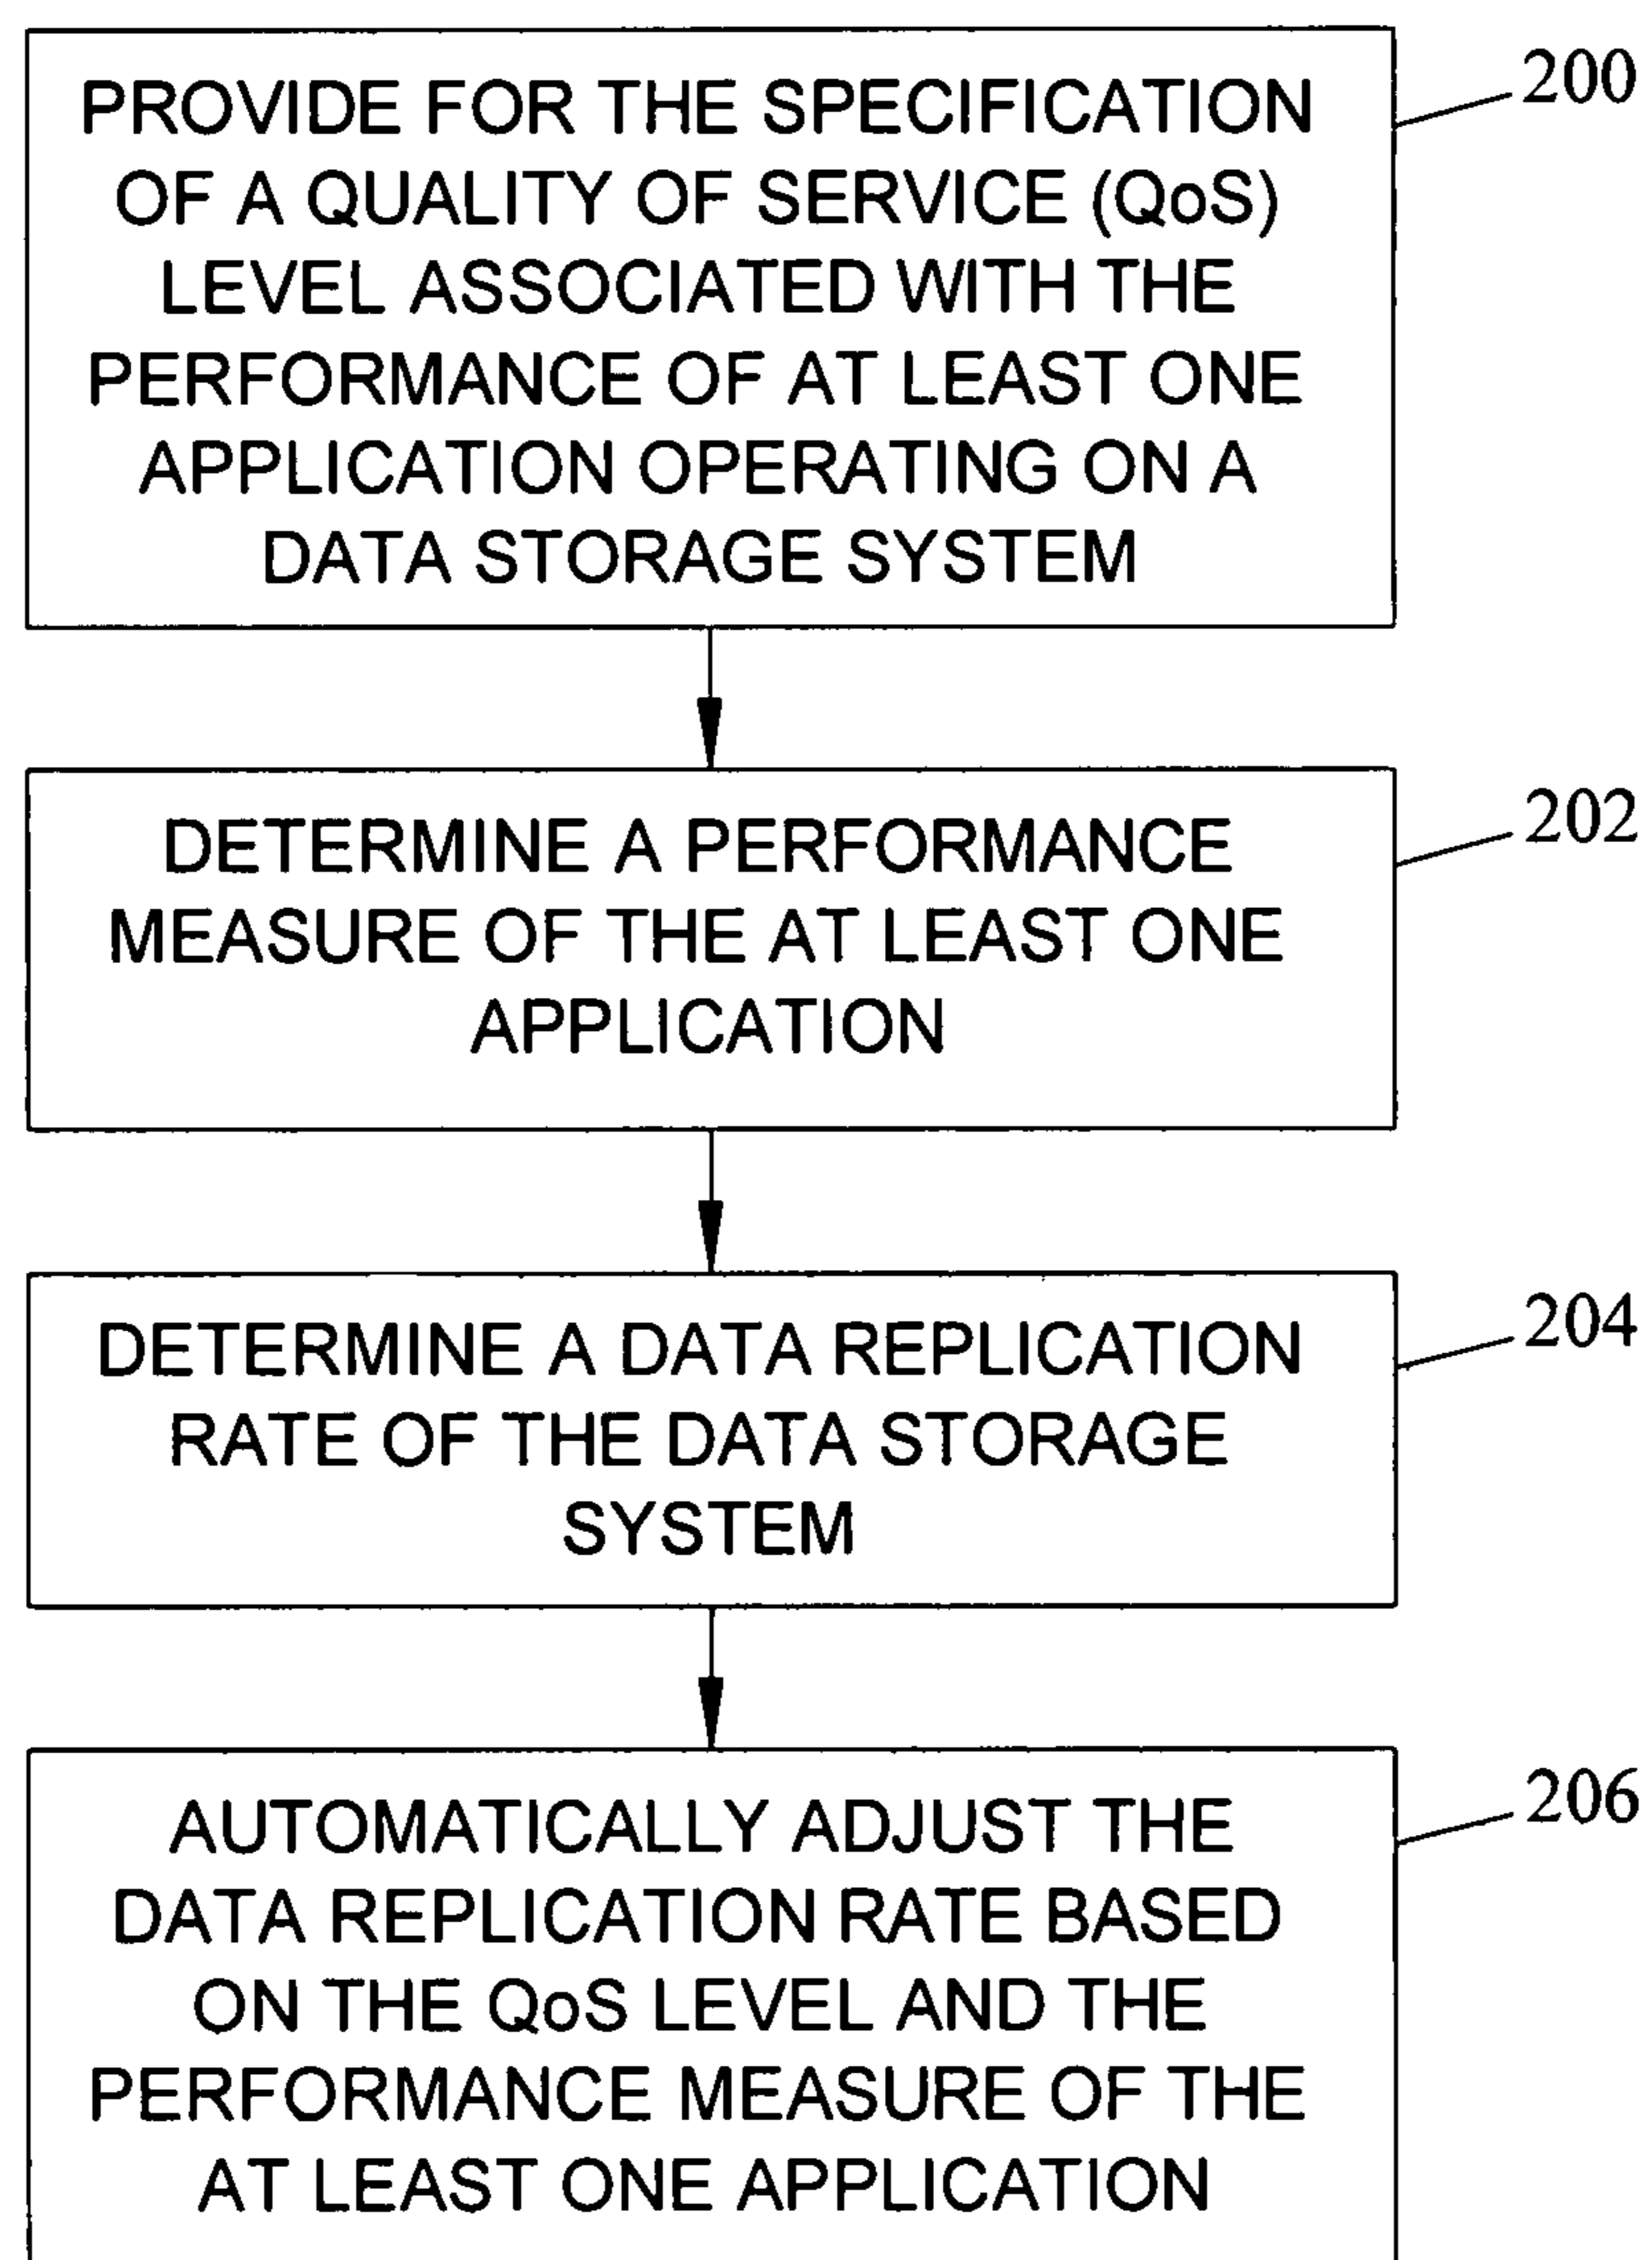 PROVIDE FOR THE SPECIFICATION
OF A QUALITY OF SERVICE (QoS)
LEVEL ASSOCIATED WITH THE
PERFORMANCE OF AT LEAST ONE
APPLICATION OPERATING ON A
DATA STORAGE SYSTEM
200
DETERMINE A PERFORMANCE
MEASURE OF THE AT LEAST ONE
APPLICATION
202
DETERMINE A DATA REPLICATION
RATE OF THE DATA STORAGE
SYSTEM
204
AUTOMATICALLY ADJUST THE
DATA REPLICATION RATE BASED
ON THE QoS LEVEL AND THE
PERFORMANCE MEASURE OF THE
AT LEAST ONE APPLICATION
206